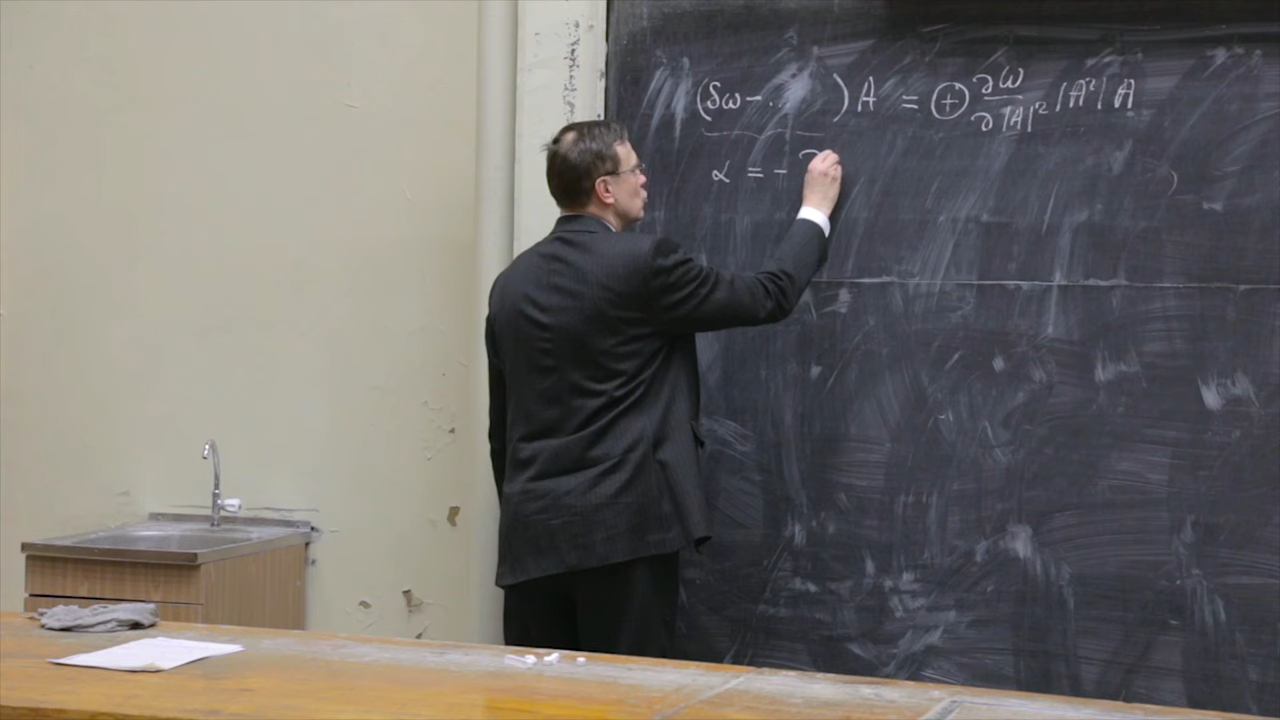 (δω − ... ) A = ⊕ ∂ω/∂|A|² |A²| A
α = − ∂